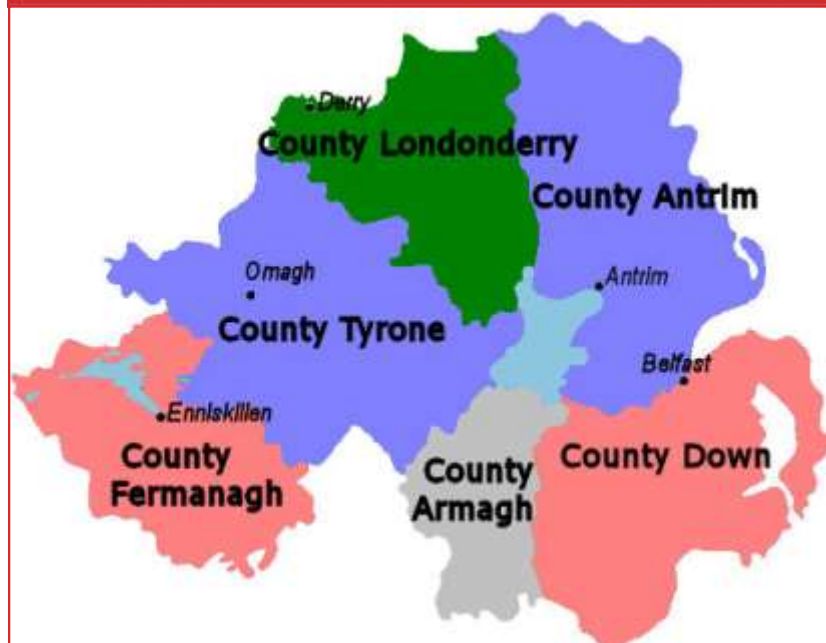 Derry
County Londonderry
County Antrim
Omagh
Antrim
County Tyrone
Belfast
Enniskillen
County
Fermanagh
County
Armagh
County Down